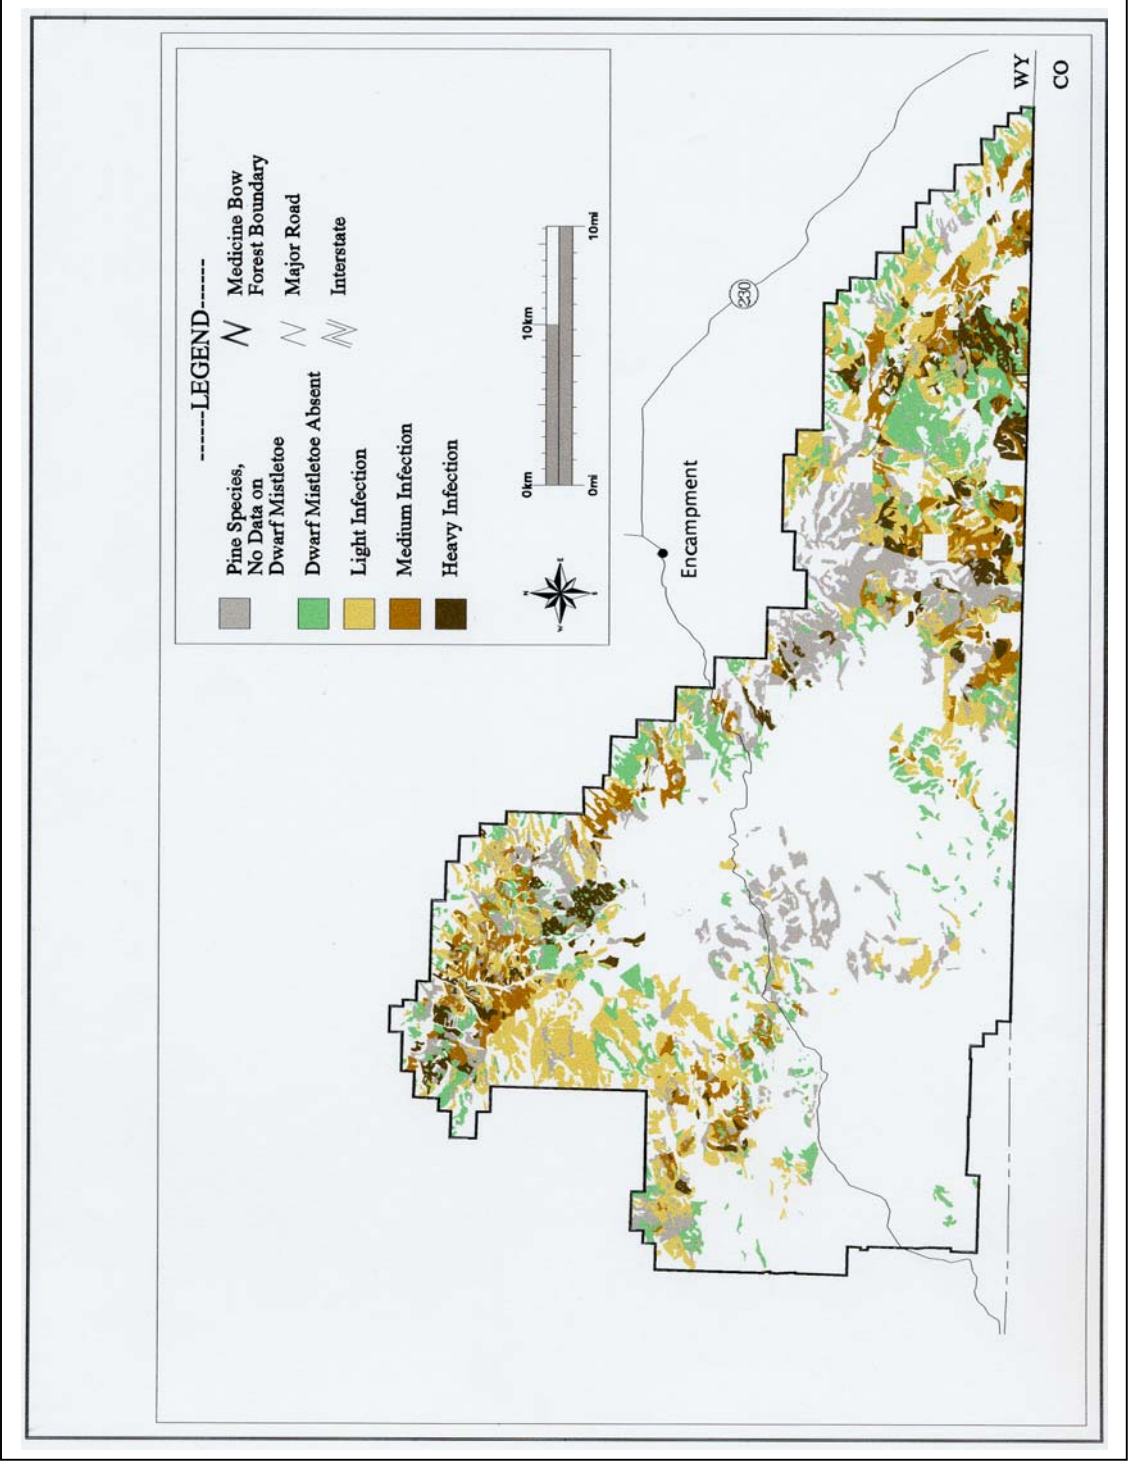 ------LEGEND------
Pine Species,
No Data on
Dwarf Mistletoe
Dwarf Mistletoe Absent
Light Infection
Medium Infection
Heavy Infection
Medicine Bow
Forest Boundary
Major Road
Interstate
N
E
S
W
0km
10km
0mi
10mi
Encampment
230
WY
CO